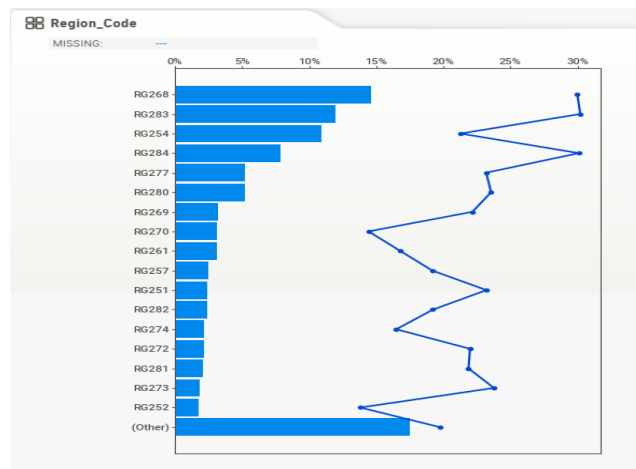 Region_Code
MISSING: ---
0% 5% 10% 15% 20% 25% 30%
RG268
RG283
RG254
RG284
RG277
RG280
RG269
RG270
RG261
RG257
RG251
RG282
RG274
RG272
RG281
RG273
RG252
(Other)